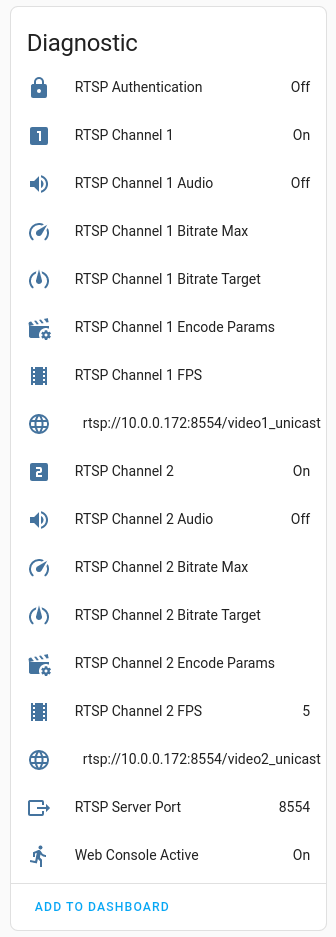 Diagnostic
RTSP Authentication Off
1 RTSP Channel 1 On
RTSP Channel 1 Audio Off
RTSP Channel 1 Bitrate Max
RTSP Channel 1 Bitrate Target
RTSP Channel 1 Encode Params
RTSP Channel 1 FPS
rtsp://10.0.0.172:8554/video1_unicast
2 RTSP Channel 2 On
RTSP Channel 2 Audio Off
RTSP Channel 2 Bitrate Max
RTSP Channel 2 Bitrate Target
RTSP Channel 2 Encode Params
RTSP Channel 2 FPS 5
rtsp://10.0.0.172:8554/video2_unicast
RTSP Server Port 8554
Web Console Active On
ADD TO DASHBOARD